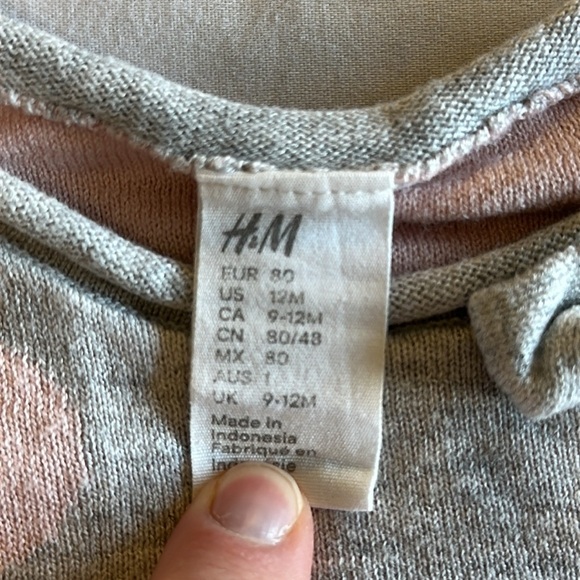 H&M
EUR 80
US 12M
CA 9-12M
CN 80/48
MX 80
AUS 1
UK 9-12M
Made in
Indonesia
Fabriqué en